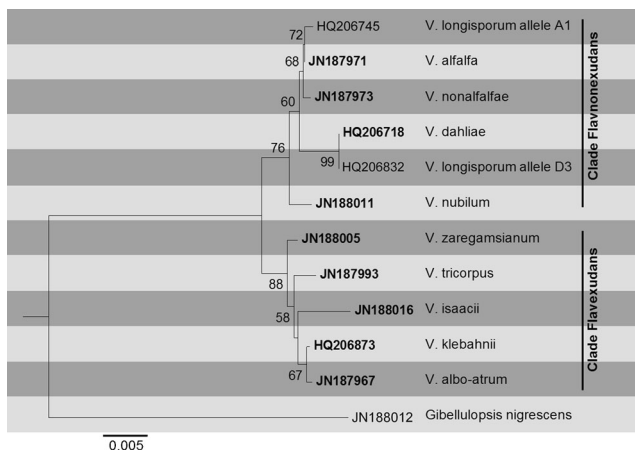 72 HQ206745 V. longisporum allele A1
68 JN187971 V. alfalfa
60 JN187973 V. nonalfalfae
HQ206718 V. dahliae
76
99 HQ206832 V. longisporum allele D3
JN188011 V. nubilum
Clade Flavnonexudans
JN188005 V. zaregamsianum
88 JN187993 V. tricorpus
58 JN188016 V. isaacii
HQ206873 V. klebahnii
67 JN187967 V. albo-atrum
Clade Flavexudans
JN188012 Gibellulopsis nigrescens
0.005